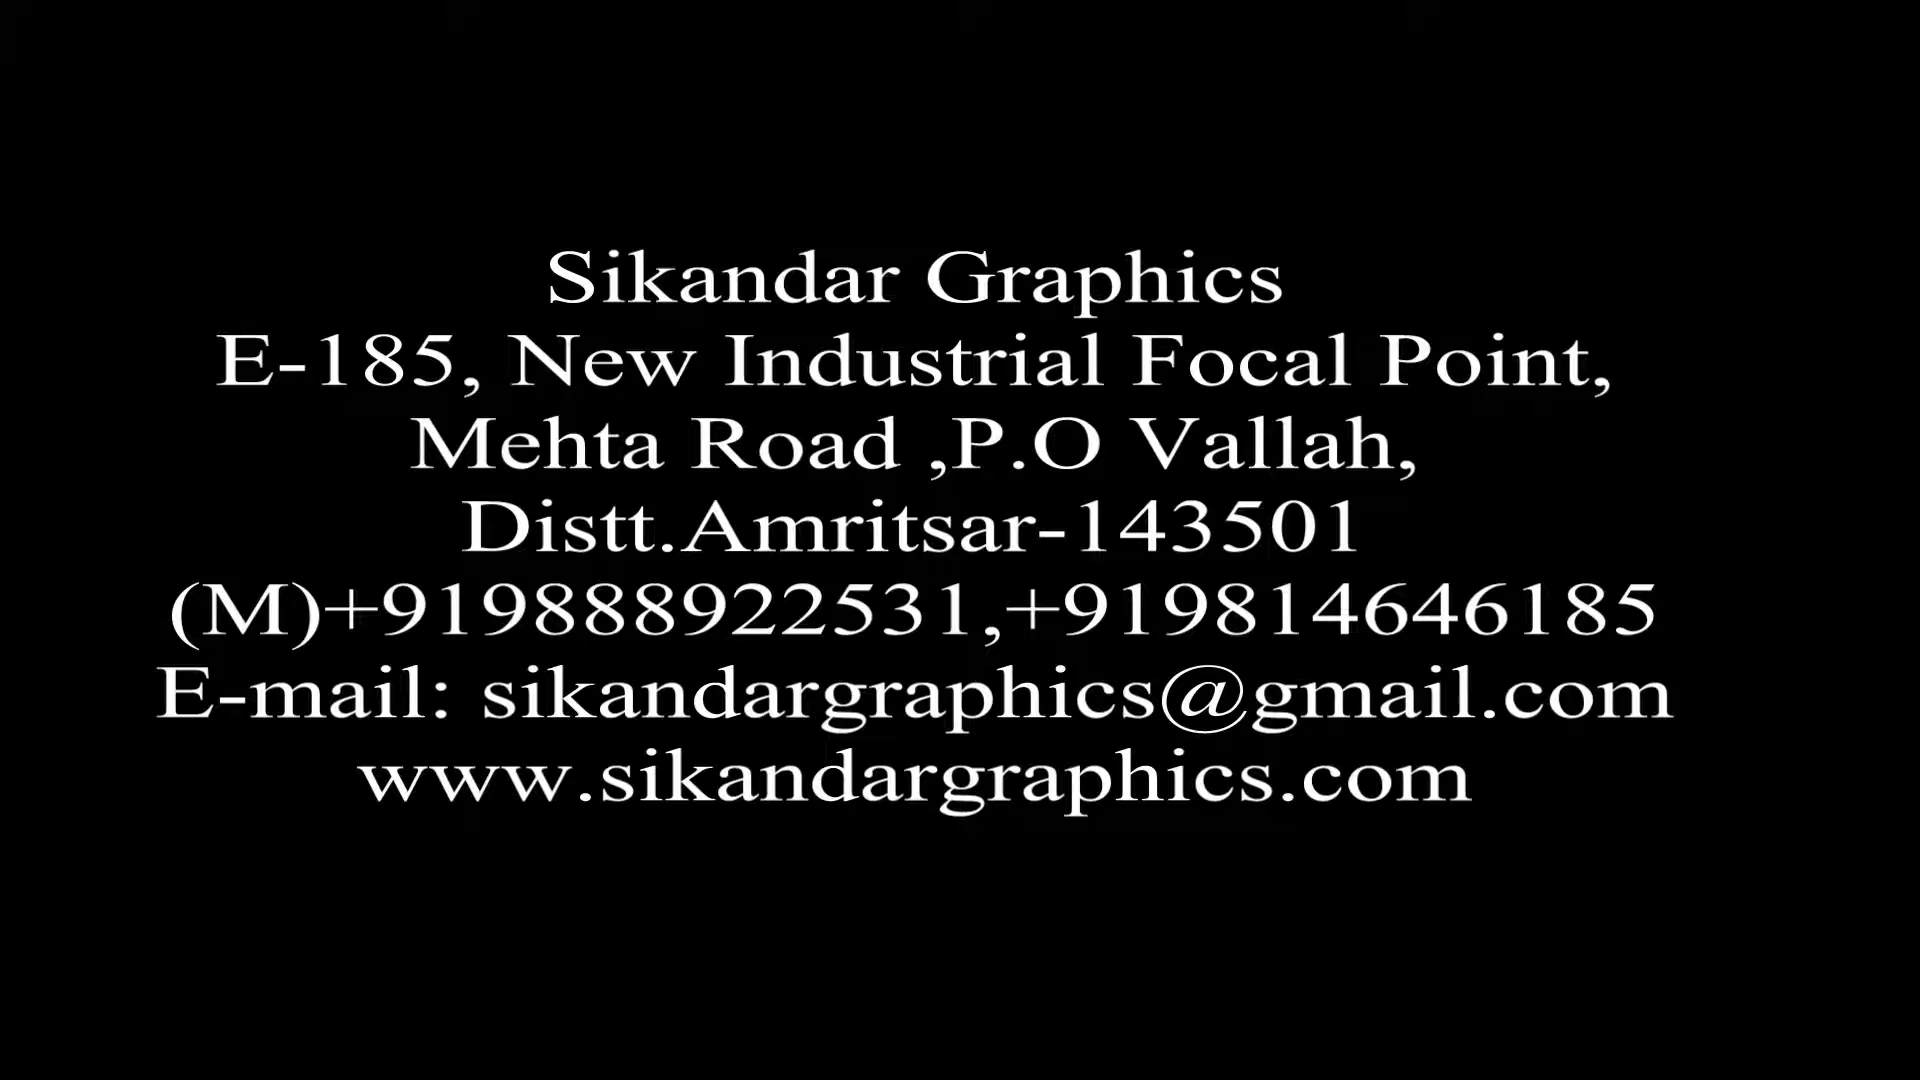 Sikandar Graphics
E-185, New Industrial Focal Point,
Mehta Road ,P.O Vallah,
Distt.Amritsar-143501
(M)+919888922531,+919814646185
E-mail: sikandargraphics@gmail.com
www.sikandargraphics.com